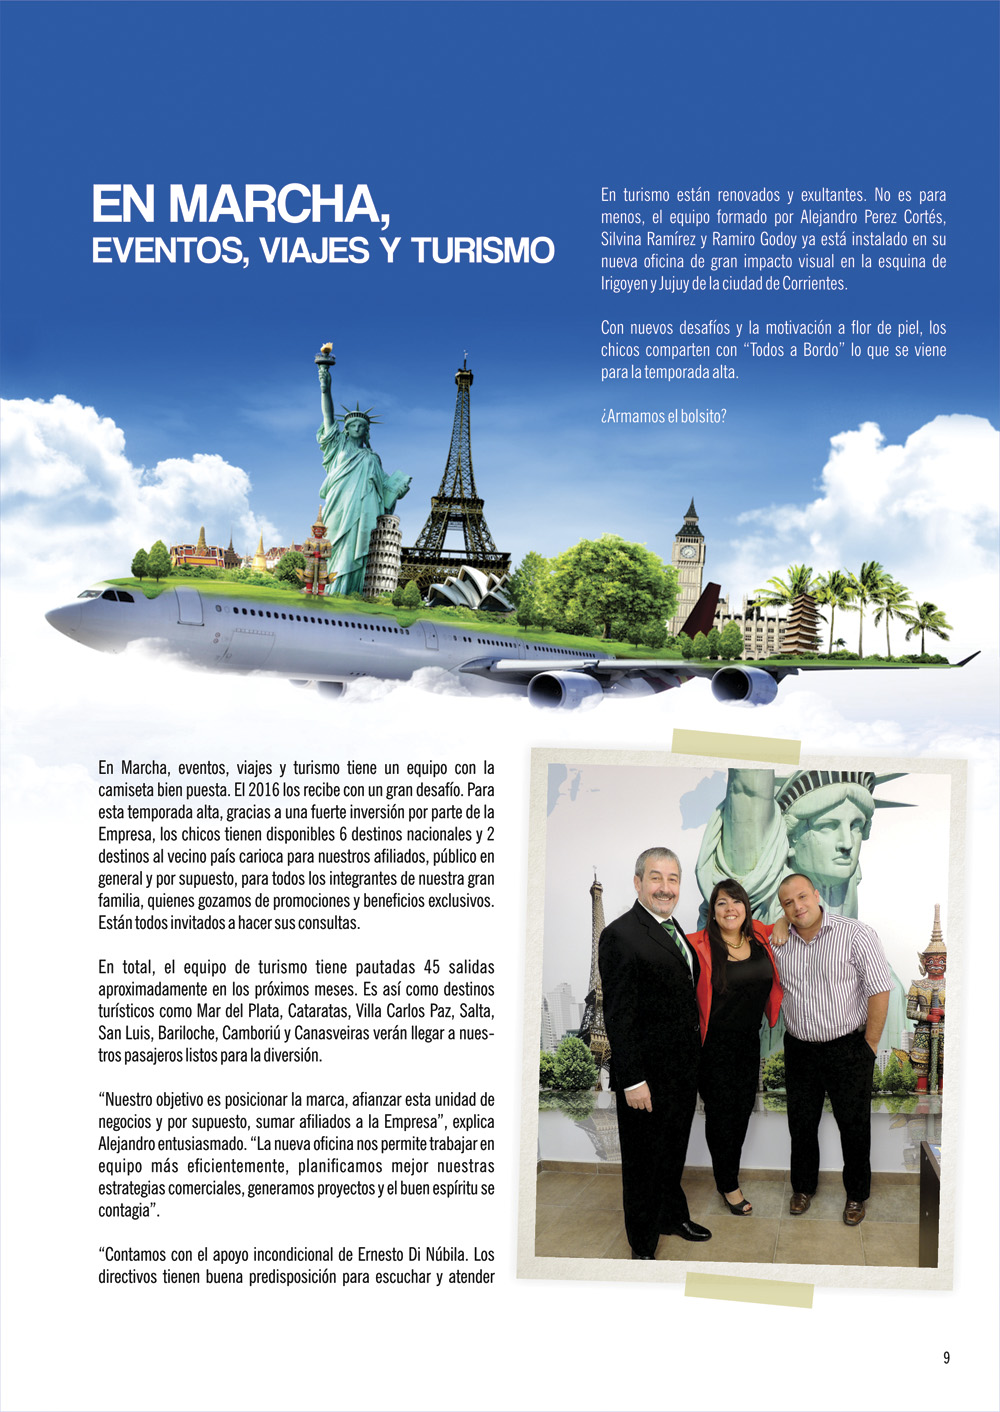 EN MARCHA,
EVENTOS, VIAJES Y TURISMO
En turismo están renovados y exultantes. No es para
menos, el equipo formado por Alejandro Perez Cortés,
Silvina Ramírez y Ramiro Godoy ya está instalado en su
nueva oficina de gran impacto visual en la esquina de
Irigoyen y Jujuy de la ciudad de Corrientes.
Con nuevos desafíos y la motivación a flor de piel, los
chicos comparten con “Todos a Bordo” lo que se viene
para la temporada alta.
¿Armamos el bolsito?
En Marcha, eventos, viajes y turismo tiene un equipo con la
camiseta bien puesta. El 2016 los recibe con un gran desafío. Para
esta temporada alta, gracias a una fuerte inversión por parte de la
Empresa, los chicos tienen disponibles 6 destinos nacionales y 2
destinos al vecino país carioca para nuestros afiliados, público en
general y por supuesto, para todos los integrantes de nuestra gran
familia, quienes gozamos de promociones y beneficios exclusivos.
Están todos invitados a hacer sus consultas.
En total, el equipo de turismo tiene pautadas 45 salidas
aproximadamente en los próximos meses. Es así como destinos
turísticos como Mar del Plata, Cataratas, Villa Carlos Paz, Salta,
San Luis, Bariloche, Camboriú y Canasveiras verán llegar a nues-
tros pasajeros listos para la diversión.
“Nuestro objetivo es posicionar la marca, afianzar esta unidad de
negocios y por supuesto, sumar afiliados a la Empresa”, explica
Alejandro entusiasmado. “La nueva oficina nos permite trabajar en
equipo más eficientemente, planificamos mejor nuestras
estrategias comerciales, generamos proyectos y el buen espíritu se
contagia”.
“Contamos con el apoyo incondicional de Ernesto Di Núbila. Los
directivos tienen buena predisposición para escuchar y atender
9